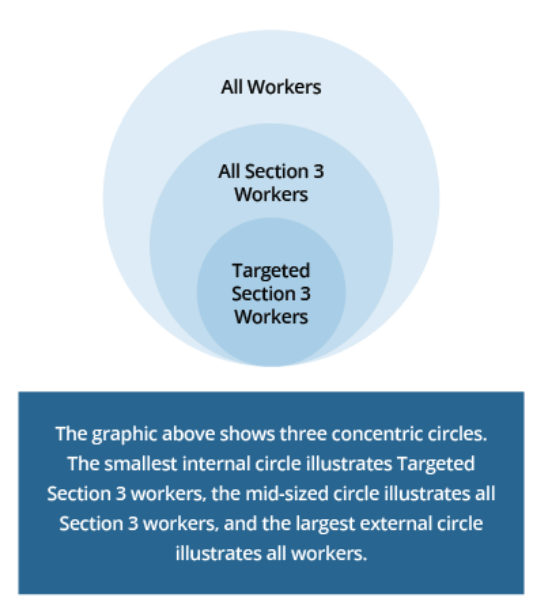 All Workers
All Section 3
Workers
Targeted
Section 3
Workers
The graphic above shows three concentric circles.
The smallest internal circle illustrates Targeted
Section 3 workers, the mid-sized circle illustrates all
Section 3 workers, and the largest external circle
illustrates all workers.